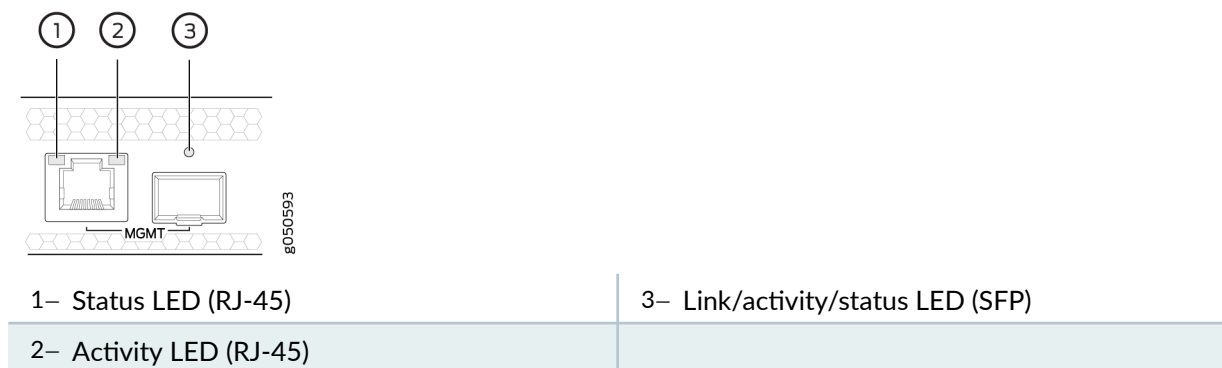 1 2 3
MGMT
g050593
1– Status LED (RJ-45)
3– Link/activity/status LED (SFP)
2– Activity LED (RJ-45)